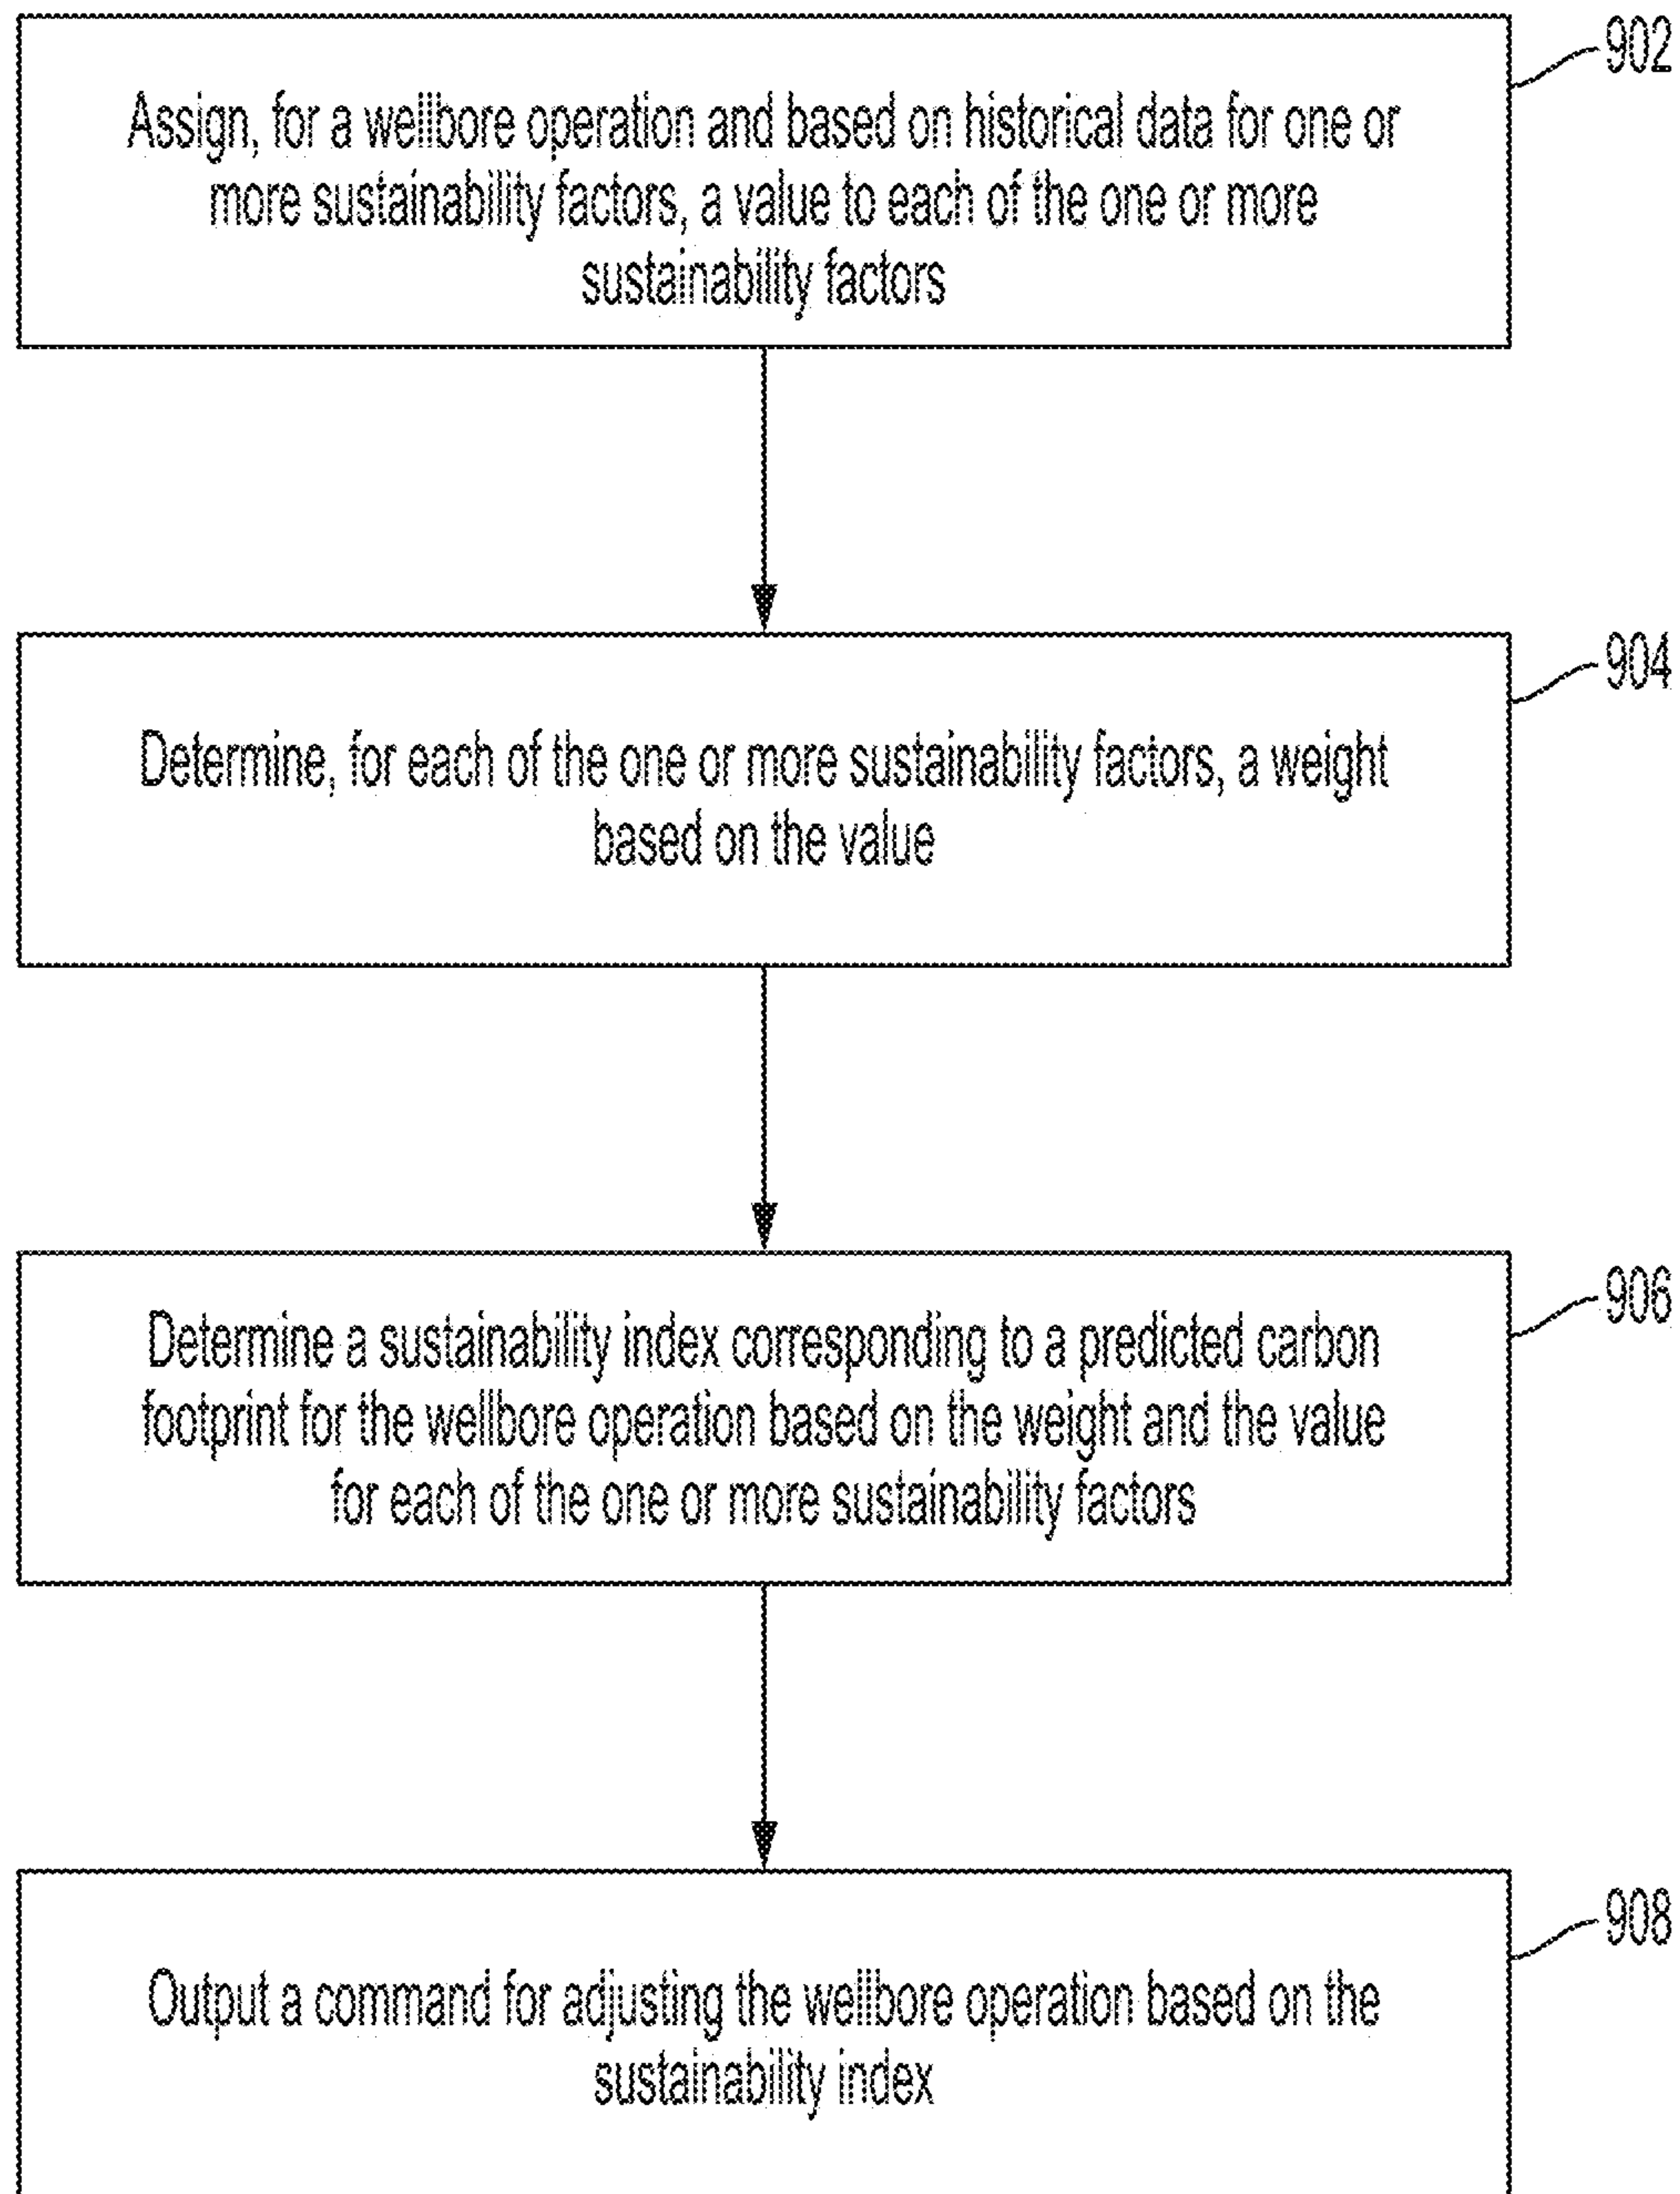 902
Assign, for a wellbore operation and based on historical data for one or
more sustainability factors, a value to each of the one or more
sustainability factors
904
Determine, for each of the one or more sustainability factors, a weight
based on the value
906
Determine a sustainability index corresponding to a predicted carbon
footprint for the wellbore operation based on the weight and the value
for each of the one or more sustainability factors
908
Output a command for adjusting the wellbore operation based on the
sustainability index